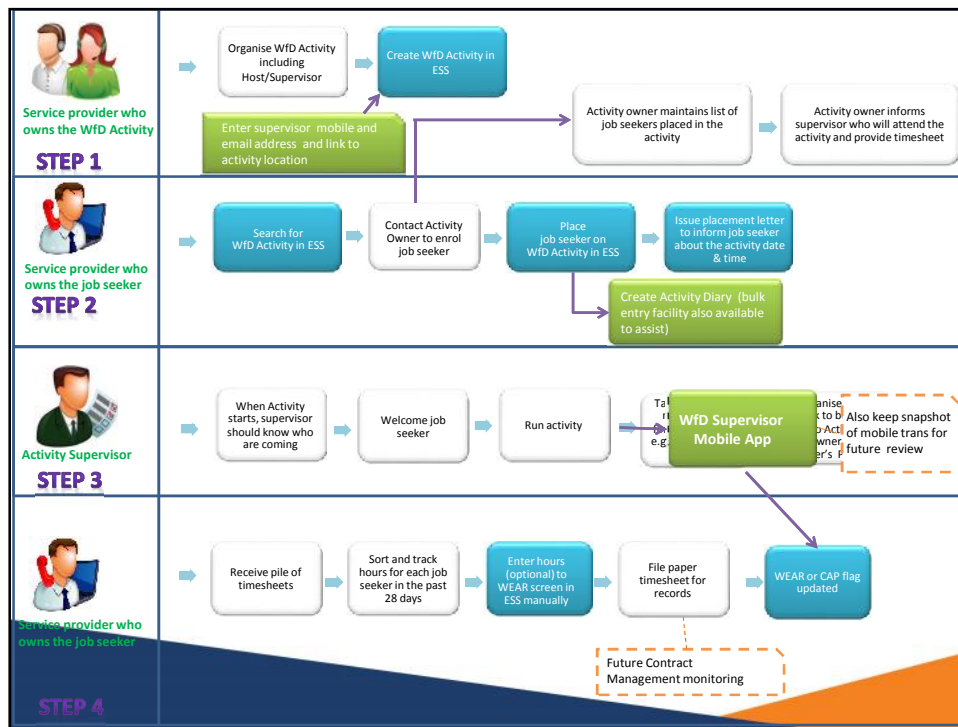 Service provider who
owns the WfD Activity
STEP 1
Organise WfD Activity
including
Host/Supervisor
Create WfD Activity in
ESS
Enter supervisor mobile and
email address and link to
activity location
Activity owner maintains list of
job seekers placed in the
activity
Activity owner informs
supervisor who will attend the
activity and provide timesheet
Service provider who
owns the job seeker
STEP 2
Search for
WfD Activity in ESS
Contact Activity
Owner to enrol
job seeker
Place
job seeker on
WfD Activity in ESS
Issue placement letter
to inform job seeker
about the activity date
& time
Create Activity Diary (bulk
entry facility also available
to assist)
Activity Supervisor
STEP 3
When Activity
starts, supervisor
should know who
are coming
Welcome job
seeker
Run activity
WfD Supervisor
Mobile App
e.g.
Also keep snapshot
of mobile trans for
future review
Service provider who
owns the job seeker
STEP 4
Receive pile of
timesheets
Sort and track
hours for each job
seeker in the past
28 days
Enter hours
(optional) to
WEAR screen in
ESS manually
File paper
timesheet for
records
WEAR or CAP flag
updated
Future Contract
Management monitoring